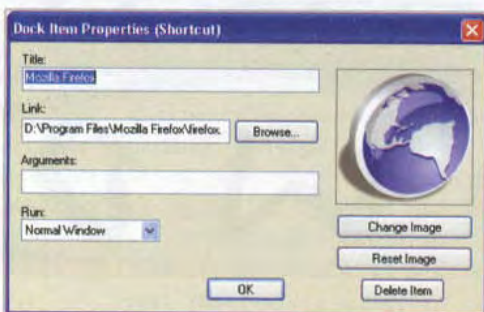 Dock Item Properties (Shortcut)
Title:
Mozilla Firefox
Link:
D:\Program Files\Mozilla Firefox\firefox.
Browse...
Arguments:
Run:
Normal Window
Change Image
Reset Image
OK
Delete Item